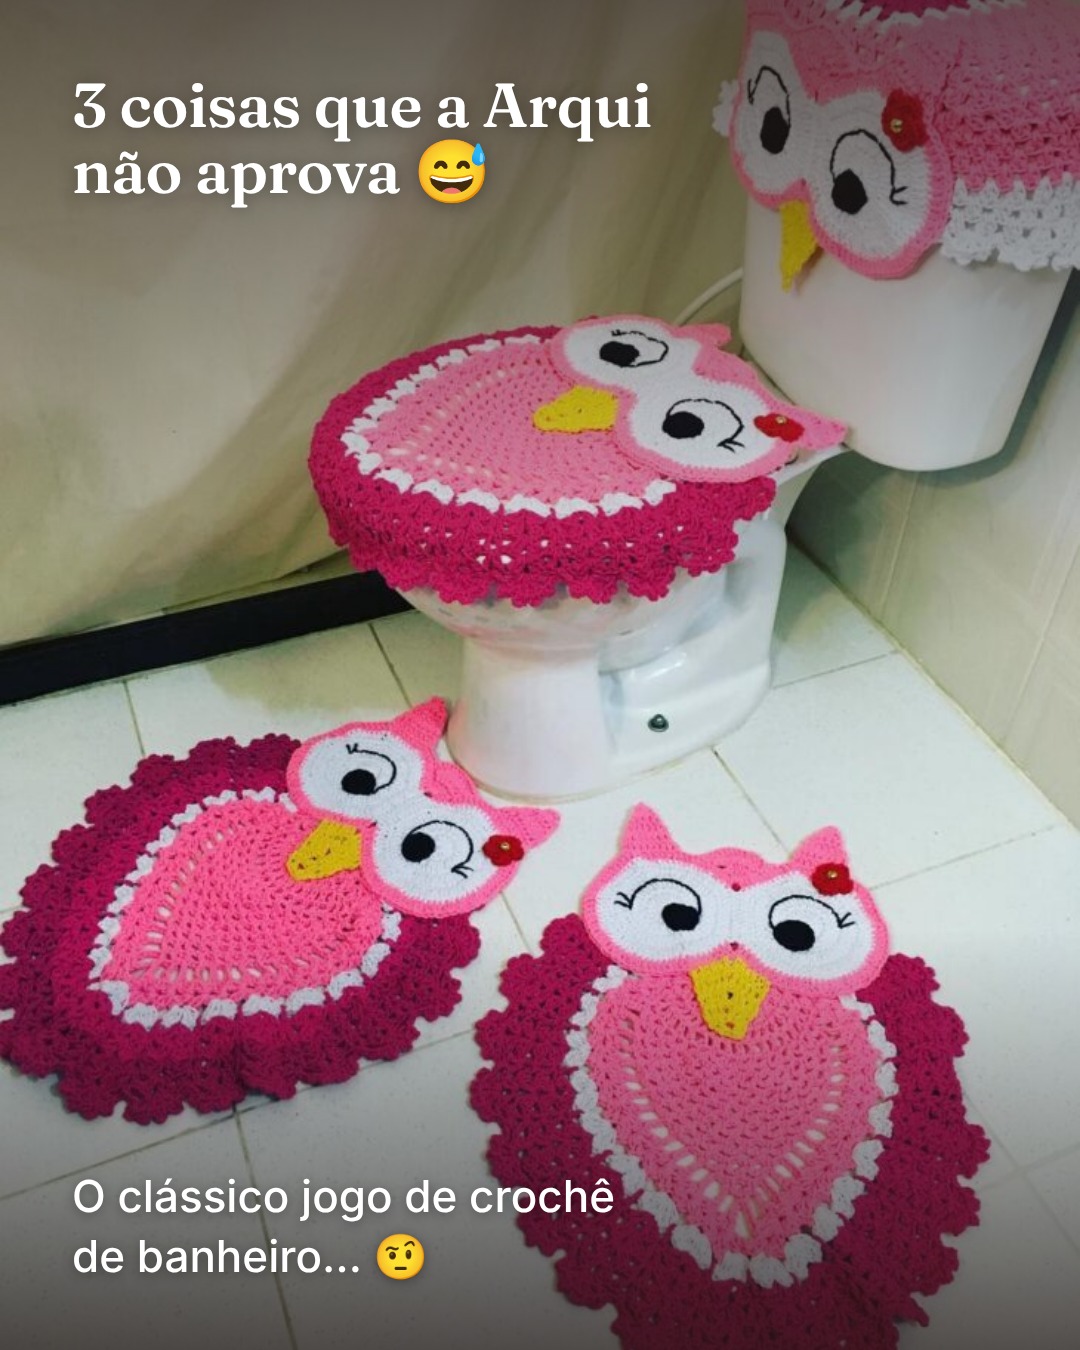 3 coisas que a Arqui
não aprova 😅
O clássico jogo de crochê
de banheiro... 🤨